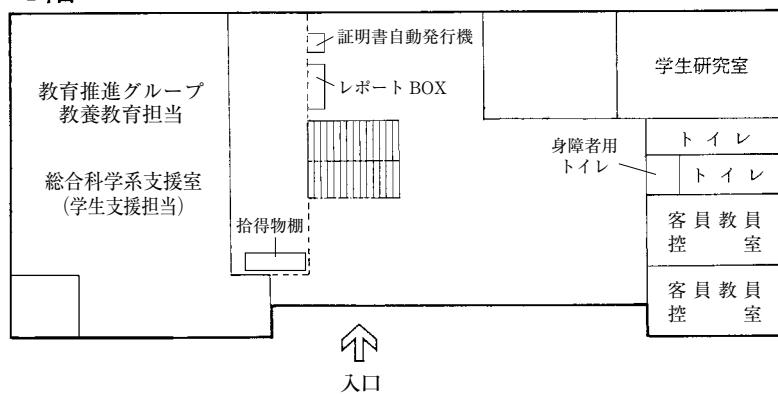 証明書自動発行機
レポートBOX
教育推進グループ
教養教育担当
総合科学系支援室
(学生支援担当)
拾得物棚
学生研究室
トイレ
身障者用
トイレ
トイレ
客員教員
控室
客員教員
控室
入口